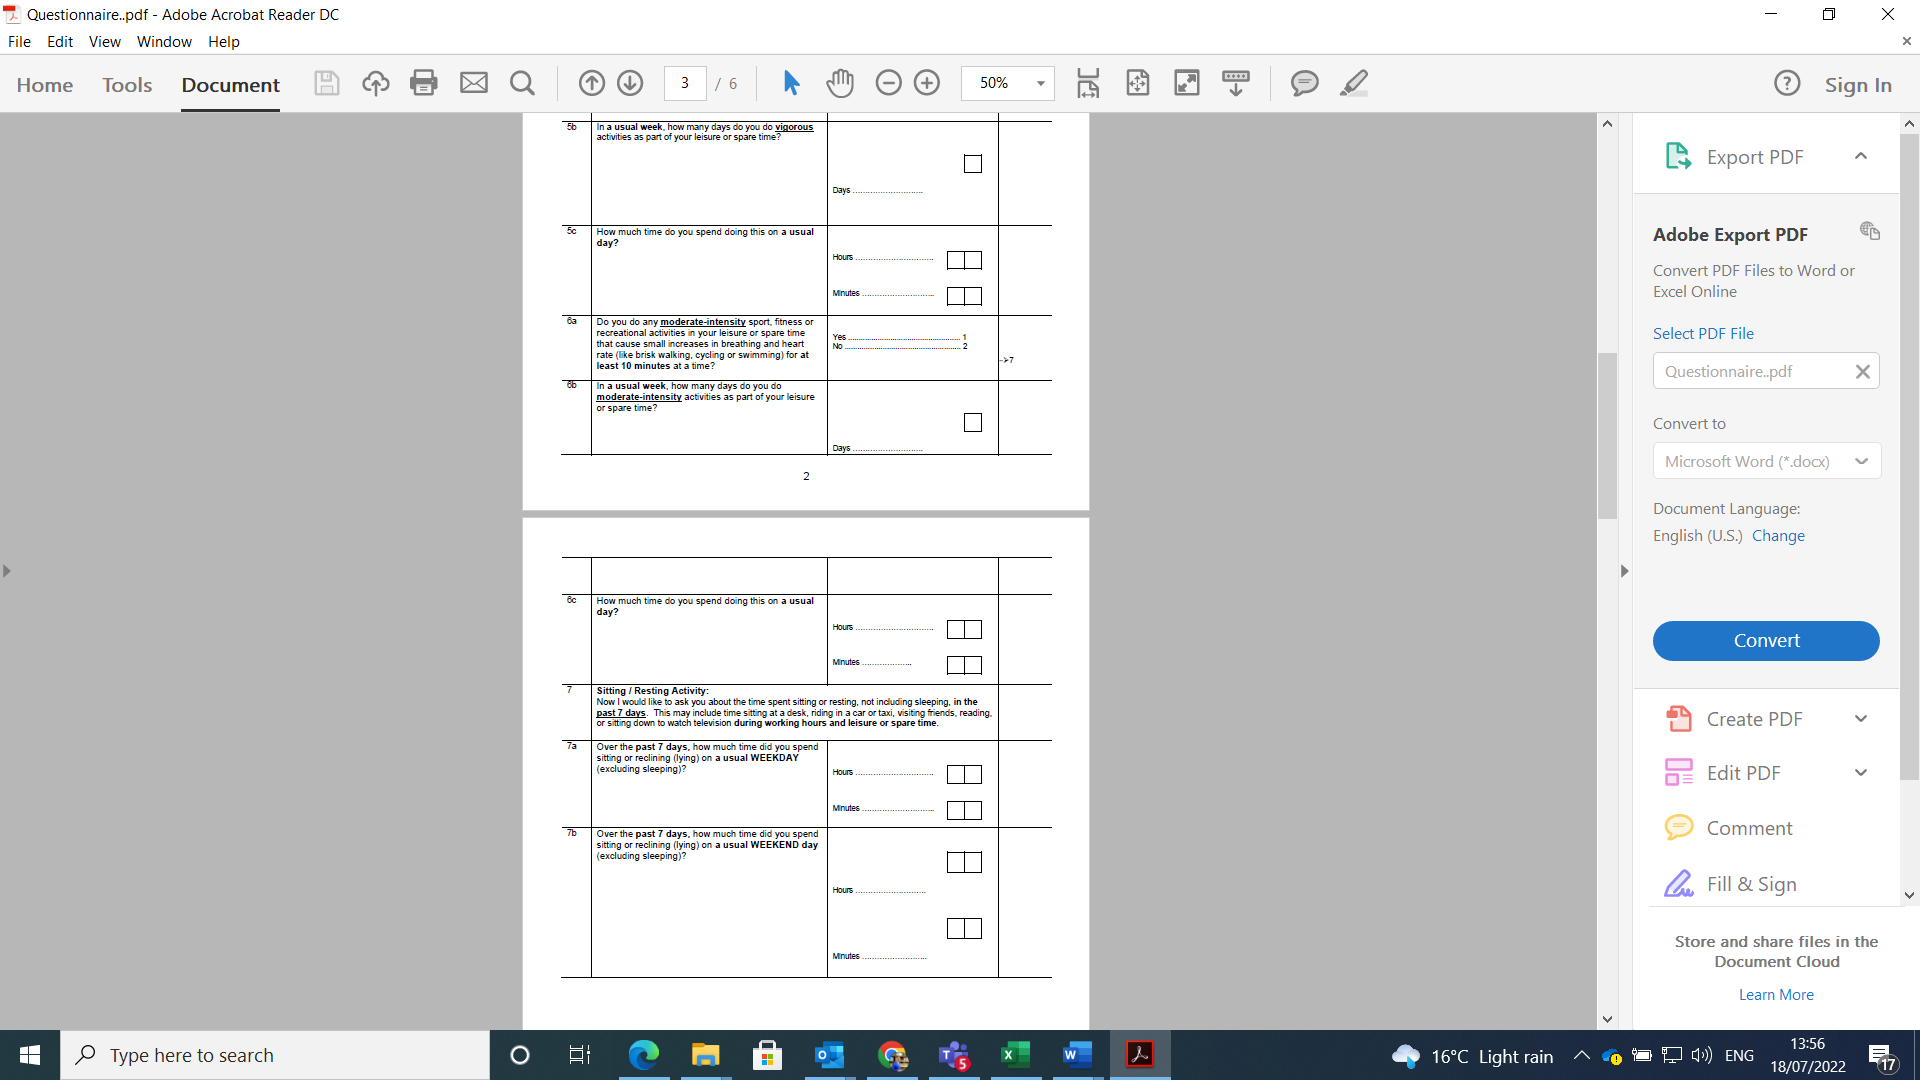 Questionnaire..pdf - Adobe Acrobat Reader DC
File Edit View Window Help
Home Tools Document 3 / 6 50% Sign In
5b In a usual week, how many days do you do vigorous
activities as part of your leisure or spare time?
Days ............................
5c How much time do you spend doing this on a usual
day?
Hours ...............................
Minutes .............................
6a Do you do any moderate-intensity sport, fitness or
recreational activities in your leisure or spare time
that cause small increases in breathing and heart
rate (like brisk walking, cycling or swimming) for at
least 10 minutes at a time?
Yes .................................................. 1
No .................................................... 2
7
6b In a usual week, how many days do you do
moderate-intensity activities as part of your leisure
or spare time?
Days ............................
2
6c How much time do you spend doing this on a usual
day?
Hours ...............................
Minutes ....................
7 Sitting / Resting Activity:
Now I would like to ask you about the time spent sitting or resting, not including sleeping, in the
past 7 days. This may include time sitting at a desk, riding in a car or taxi, visiting friends, reading,
or sitting down to watch television during working hours and leisure or spare time.
7a Over the past 7 days, how much time did you spend
sitting or reclining (lying) on a usual WEEKDAY
(excluding sleeping)?
Hours ...............................
Minutes .............................
7b Over the past 7 days, how much time did you spend
sitting or reclining (lying) on a usual WEEKEND day
(excluding sleeping)?
Hours ............................
Minutes ..........................
Export PDF
Adobe Export PDF
Convert PDF Files to Word or
Excel Online
Select PDF File
Questionnaire..pdf
Convert to
Microsoft Word (*.docx)
Document Language:
English (U.S.) Change
Convert
Create PDF
Edit PDF
Comment
Fill & Sign
Store and share files in the
Document Cloud
Learn More
Type here to search
5
16°C Light rain
ENG
13:56
18/07/2022
17